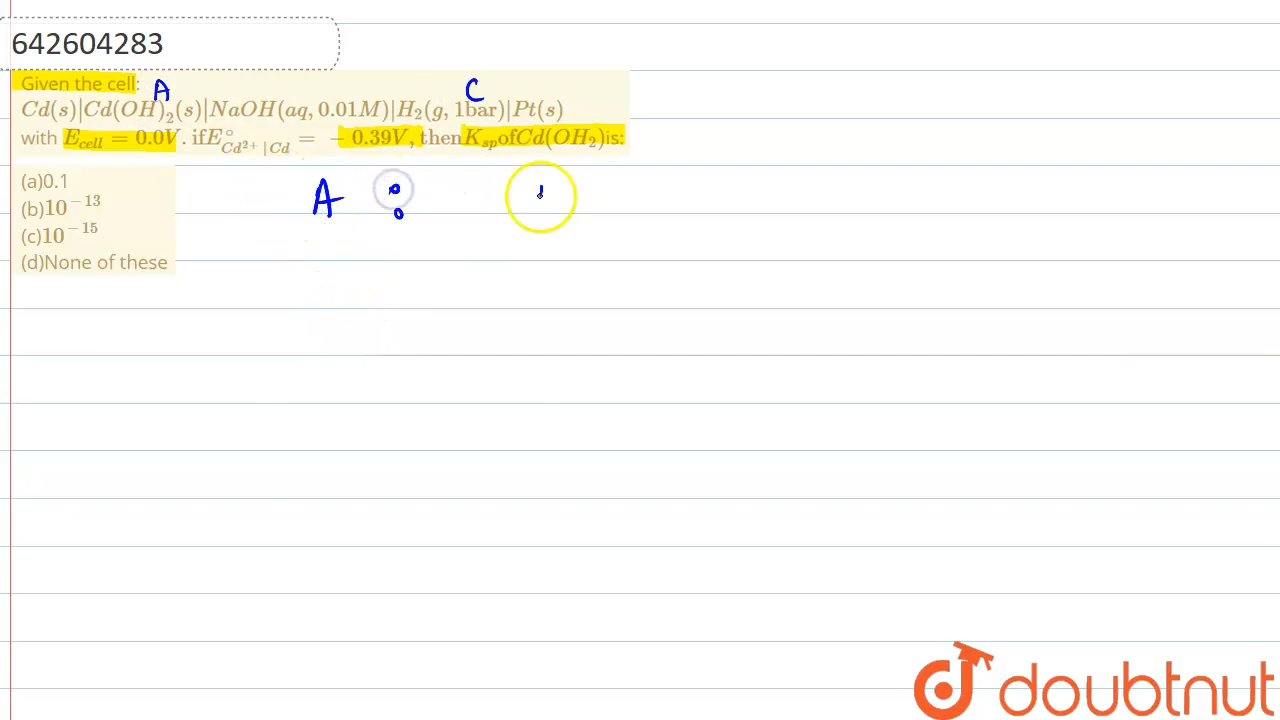 642604283
Given the cell:
A C
Cd(s)|Cd(OH)₂(s)|NaOH(aq, 0.01M)|H₂(g, 1bar)|Pt(s)
with E_cell = 0.0V. ifE°_Cd²⁺|Cd = −0.39V, then K_sp of Cd(OH₂)is:
(a)0.1
(b)10⁻¹³
(c)10⁻¹⁵
(d)None of these
A :
doubtnut